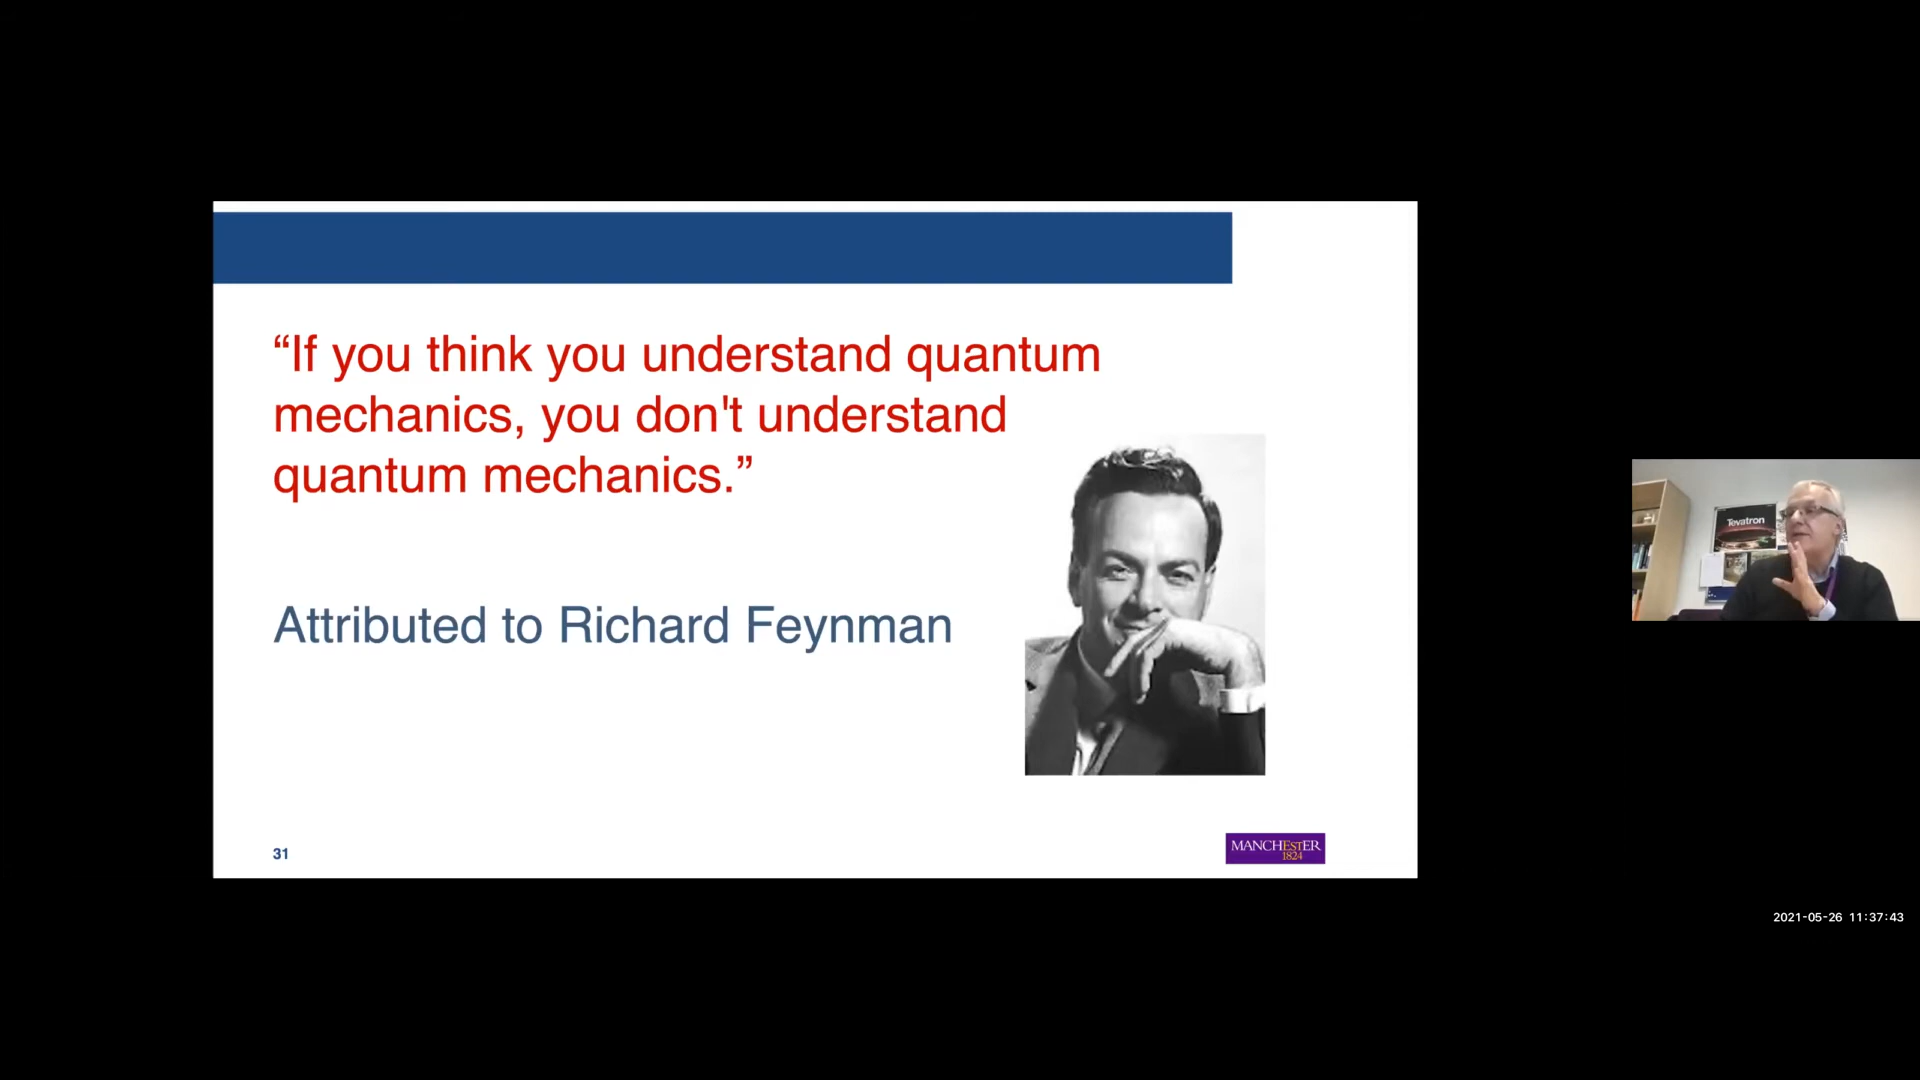 “If you think you understand quantum
mechanics, you don't understand
quantum mechanics.”
Attributed to Richard Feynman
31
MANCHEStER
1824
Tevatron
2021-05-26 11:37:43